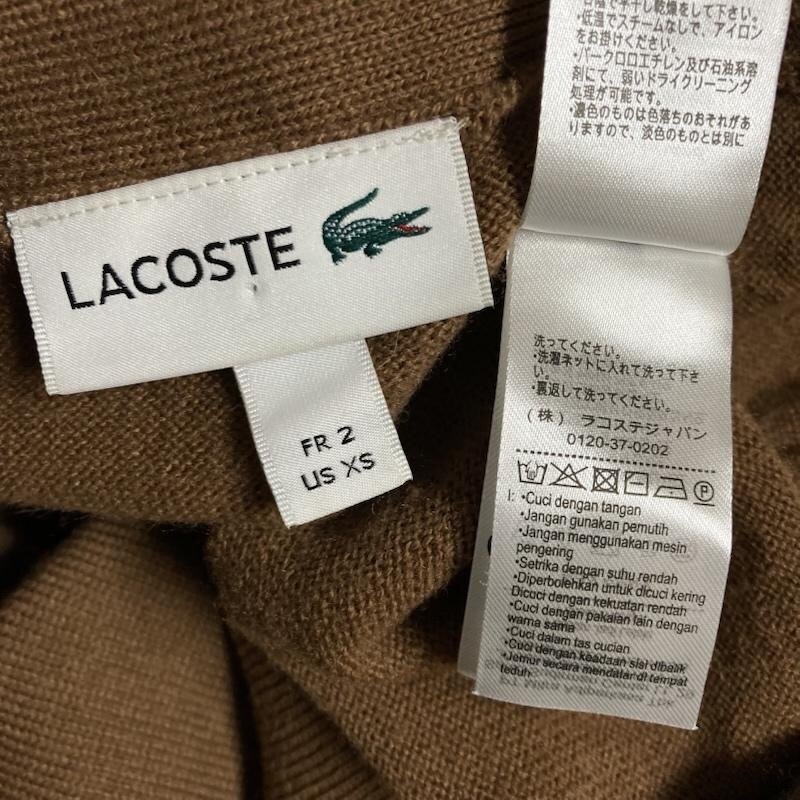 LACOSTE
FR 2
US XS
日陰で平干し乾燥をして下さい。
・低温でスチームなしで、アイロン
をお掛けください。
・パークロロエチレン及び石油系溶
剤にて、弱いドライクリーニング
処理が可能です。
・濃色のものは色落ちのおそれがあ
りますので、淡色のものとは別に
洗ってください。
・洗濯ネットに入れて洗って下さ
い。
・裏返して洗ってください。
(株) ラコステジャパン
0120-37-0202
I: •Cuci dengan tangan
•Jangan gunakan pemutih
•Jangan menggunakan mesin
pengering
•Setrika dengan suhu rendah
•Diperbolehkan untuk dicuci kering
Dicuci dengan kekuatan rendah
•Cuci dengan pakaian lain dengan
warna sama
•Cuci dalam tas cucian
•Cuci dengan keadaan sisi dibalik
•Jemur secara mendatar di tempat
teduh